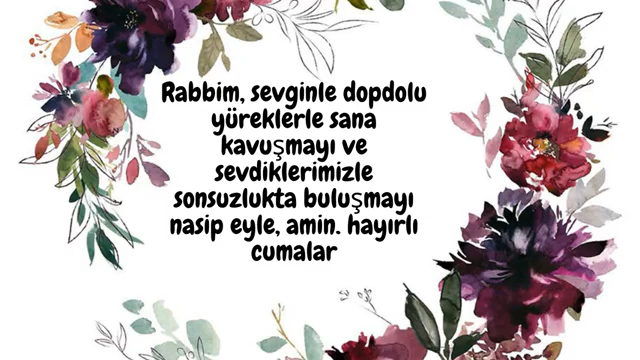 Rabbim, sevginle dopdolu
yüreklerle sana
kavuşmayı ve
sevdiklerimizle
sonsuzlukta buluşmayı
nasip eyle, amin. hayırlı
cumalar